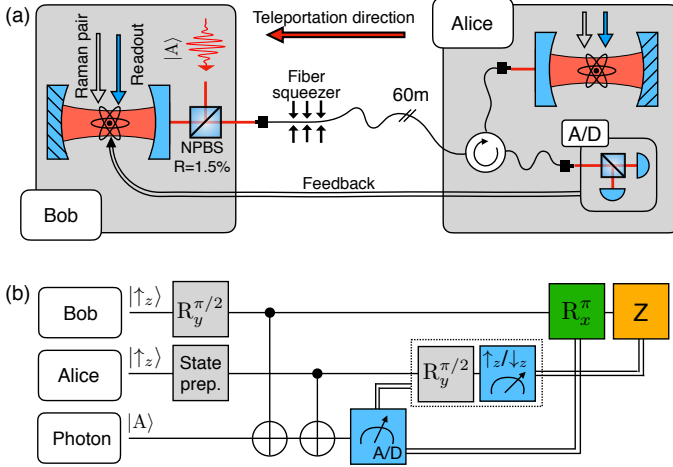 (a)
Teleportation direction
Alice
Raman pair
Readout
|A⟩
Fiber
squeezer
60m
NPBS
R=1.5%
A/D
Feedback
Bob
(b)
Bob
|↑z⟩
R_y^{π/2}
R_x^π
Z
Alice
|↑z⟩
State
prep.
R_y^{π/2}
↑z/↓z
Photon
|A⟩
A/D